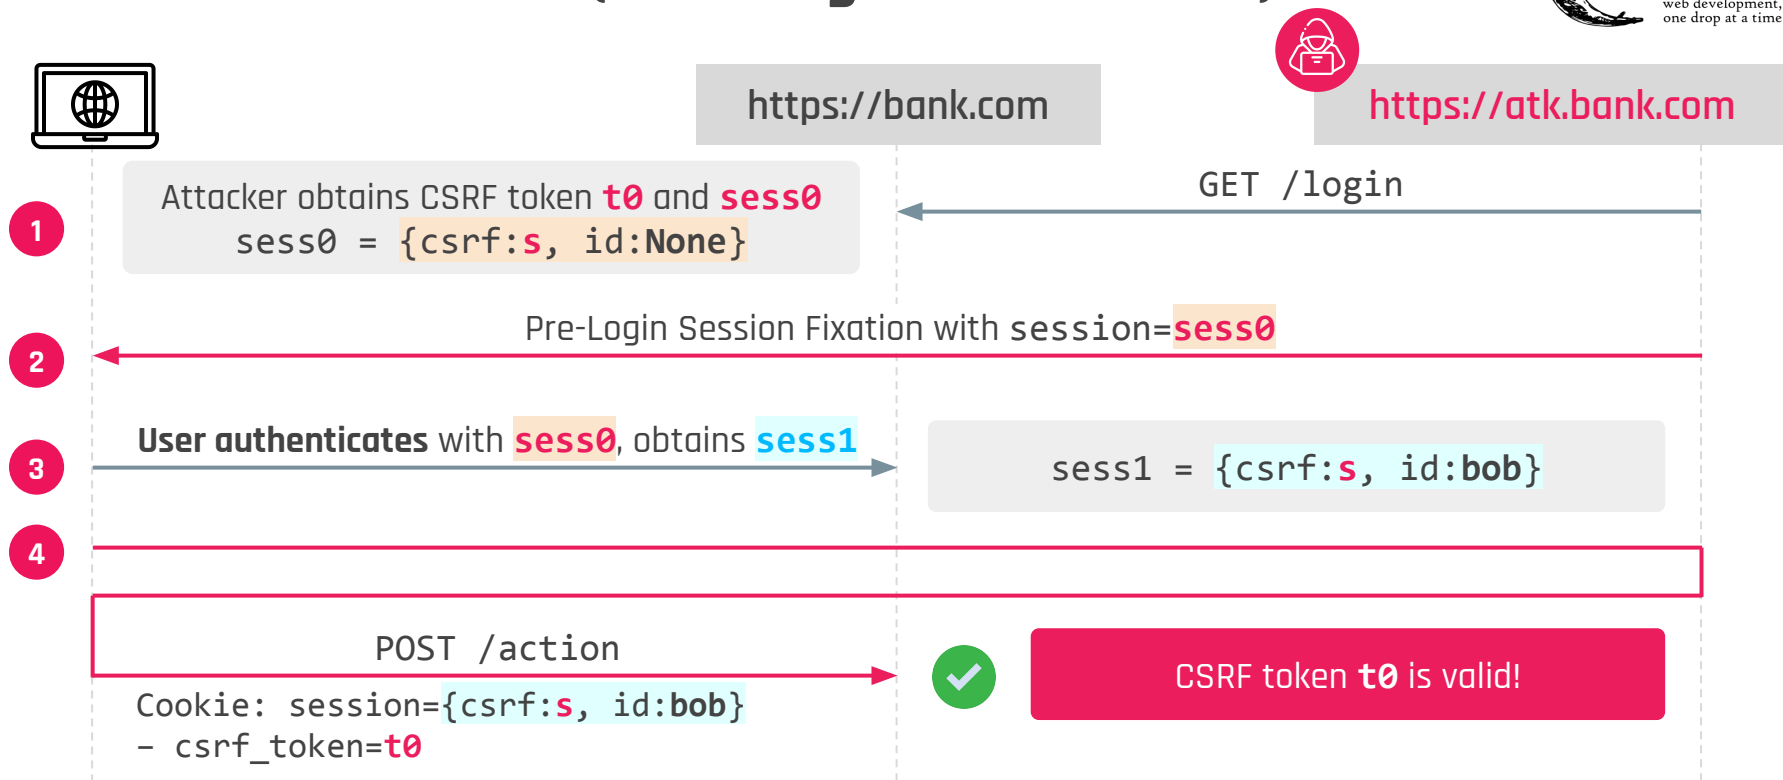 web development,
one drop at a time
https://bank.com
https://atk.bank.com
1
Attacker obtains CSRF token t0 and sess0
sess0 = {csrf:s, id:None}
GET /login
2
Pre-Login Session Fixation with session=sess0
3
User authenticates with sess0, obtains sess1
sess1 = {csrf:s, id:bob}
4
POST /action
Cookie: session={csrf:s, id:bob}
– csrf_token=t0
CSRF token t0 is valid!